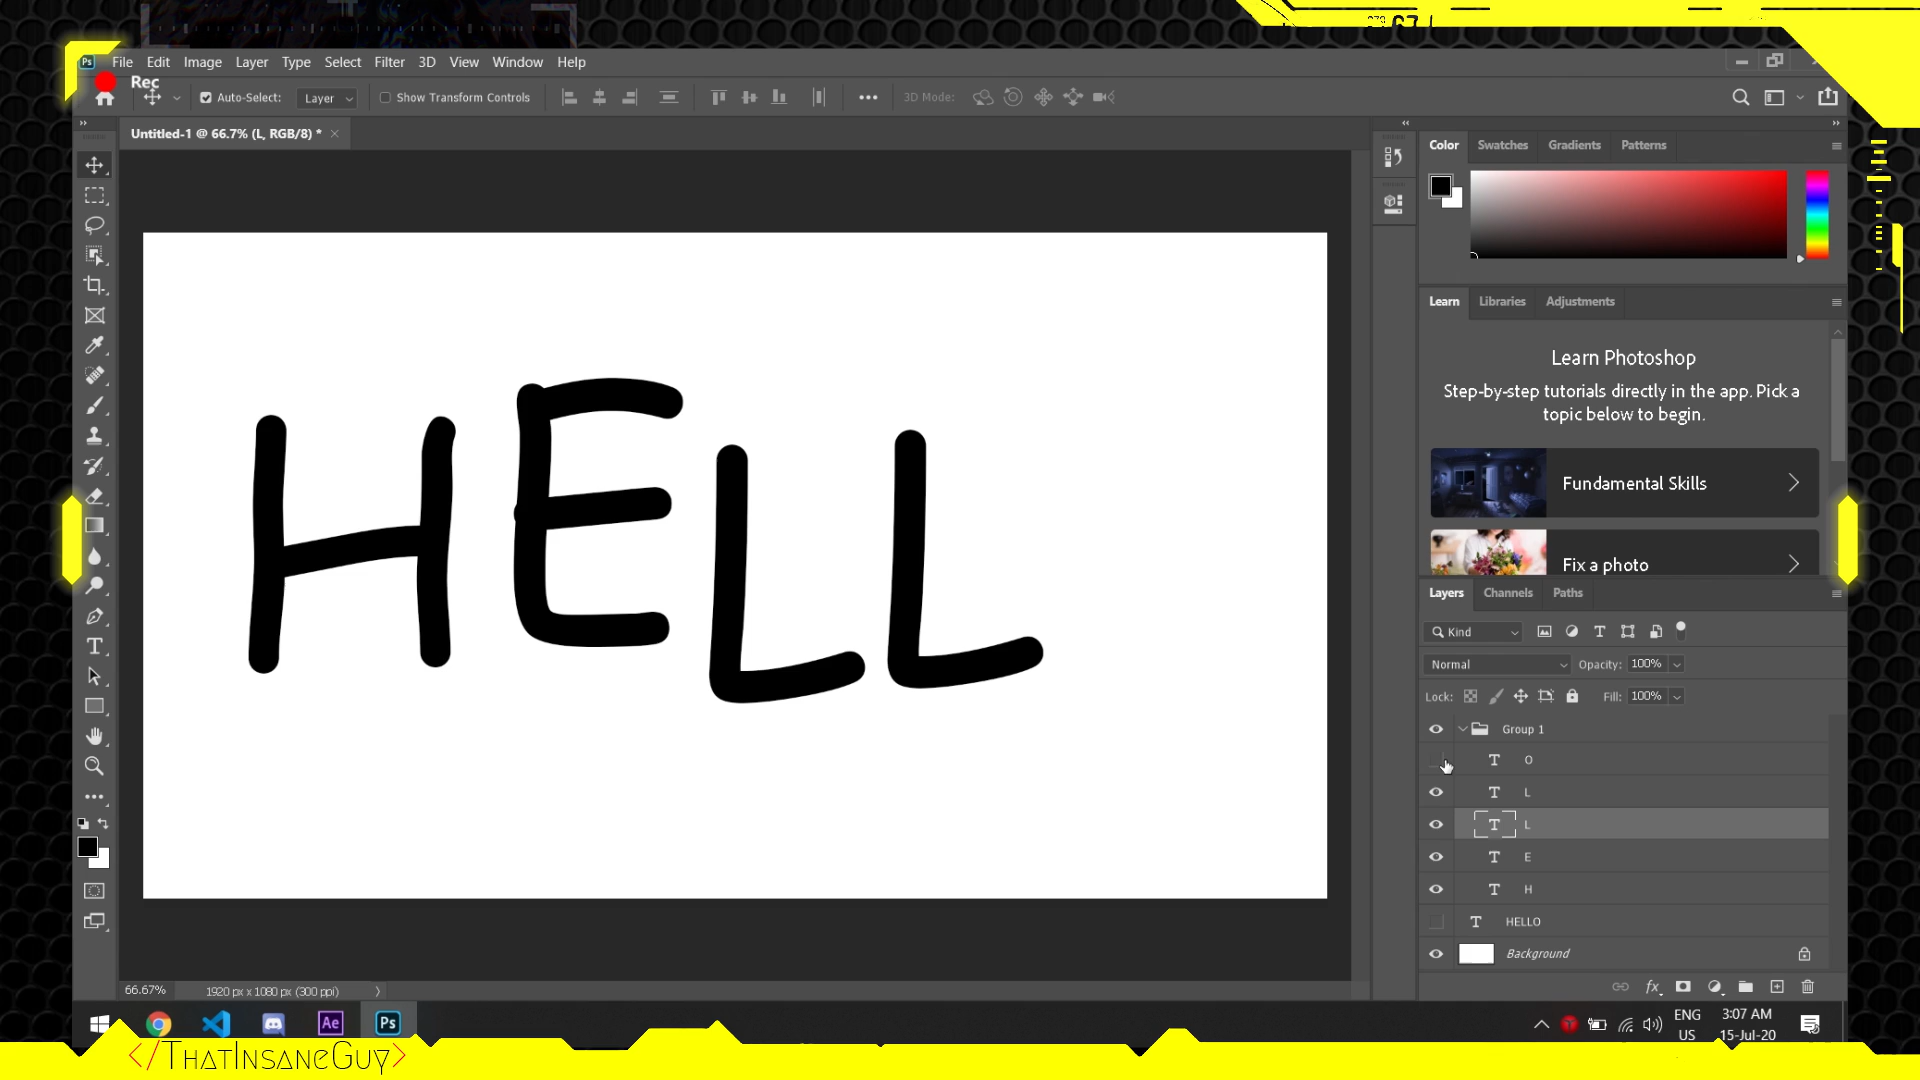 File Edit Image Layer Type Select Filter 3D View Window Help
Rec
Auto-Select: Layer Show Transform Controls 3D Mode:
Untitled-1 @ 66.7% (L, RGB/8) *
Color Swatches Gradients Patterns
Learn Libraries Adjustments
Learn Photoshop
Step-by-step tutorials directly in the app. Pick a
topic below to begin.
Fundamental Skills
Fix a photo
HELL
Layers Channels Paths
Kind
Normal Opacity: 100%
Lock: Fill: 100%
Group 1
O
L
L
E
H
HELLO
Background
66.67% 1920 px x 1080 px (300 ppi)
Ps Ae Ps
ENG
US
3:07 AM
15-Jul-20
</ThatInsaneGuy>